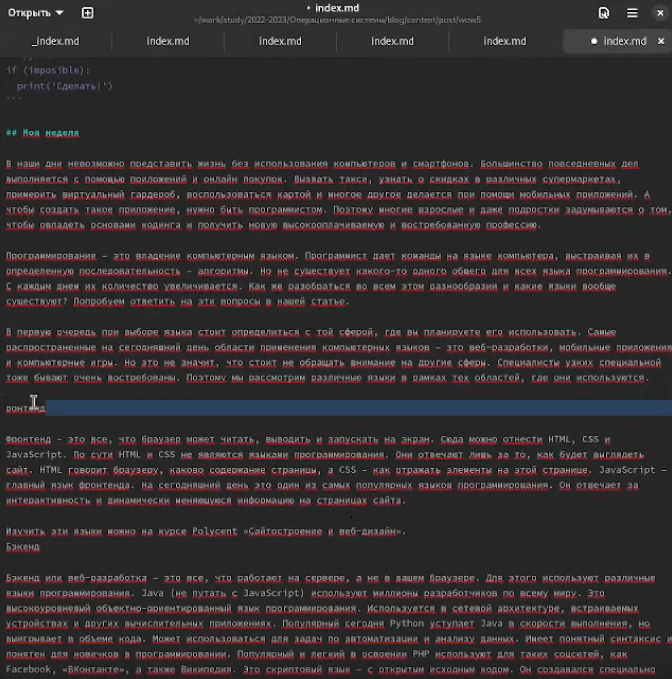 Открыть
• index.md
~/work/study/2022-2023/Операционные системы/blog/content/post/wow5
_index.md
index.md
index.md
index.md
index.md
● index.md
if (imposible):
print('Сделать!')
```
## Моя неделя
В наши дни невозможно представить жизнь без использования компьютеров и смартфонов. Большинство повседневных дел
выполняется с помощью приложений и онлайн покупок. Вызвать такси, узнать о скидках в различных супермаркетах,
примерить виртуальный гардероб, воспользоваться картой и многое другое делается при помощи мобильных приложений. А
чтобы создать такое приложение, нужно быть программистом. Поэтому многие взрослые и даже подростки задумываются о том,
чтобы овладеть основами кодинга и получить новую высокооплачиваемую и востребованную профессию.
Программирование – это владение компьютерным языком. Программист дает команды на языке компьютера, выстраивая их в
определенную последовательность – алгоритмы. Но не существует какого-то одного общего для всех языка программирования.
С каждым днем их количество увеличивается. Как же разобраться во всем этом разнообразии и какие языки вообще
существуют? Попробуем ответить на эти вопросы в нашей статье.
В первую очередь при выборе языка стоит определиться с той сферой, где вы планируете его использовать. Самые
распространенные на сегодняшний день области применения компьютерных языков – это веб-разработки, мобильные приложения
и компьютерные игры. Но это не значит, что стоит не обращать внимание на другие сферы. Специалисты узких специальной
тоже бывают очень востребованы. Поэтому мы рассмотрим различные языки в рамках тех областей, где они используются.
ронтенд
Фронтенд – это все, что браузер может читать, выводить и запускать на экран. Сюда можно отнести HTML, CSS и
JavaScript. По сути HTML и CSS не являются языками программирования. Они отвечают лишь за то, как будет выглядеть
сайт. HTML говорит браузеру, каково содержание страницы, а CSS – как отражать элементы на этой странице. JavaScript –
главный язык фронтенда. На сегодняшний день это один из самых популярных языков программирования. Он отвечает за
интерактивность и динамически меняющуюся информацию на страницах сайта.
Изучить эти языки можно на курсе Polycent «Сайтостроение и веб-дизайн».
Бэкенд
Бэкенд или веб-разработка – это все, что работает на сервере, а не в вашем браузере. Для этого используют различные
языки программирования. Java (не путать с JavaScript) используют миллионы разработчиков по всему миру. Это
высокоуровневый объектно-ориентированный язык программирования. Используется в сетевой архитектуре, встраиваемых
устройствах и других вычислительных приложениях. Популярный сегодня Python уступает Java в скорости выполнения, но
выигрывает в объеме кода. Может использоваться для задач по автоматизации и анализу данных. Имеет понятный синтаксис и
понятен для новичков в программировании. Популярный и легкий в освоении PHP используют для таких соцсетей, как
Facebook, «ВКонтакте», а также Википедия. Это скриптовый язык – с открытым исходным кодом. Он создавался специально